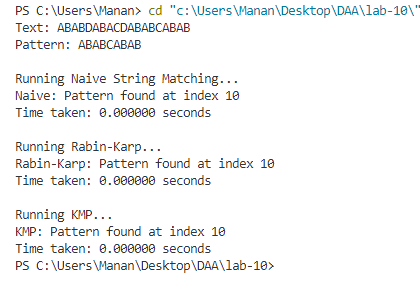 PS C:\Users\Manan> cd "c:\Users\Manan\Desktop\DAA\lab-10\"
Text: ABABDABACDABABCABAB
Pattern: ABABCABAB
Running Naive String Matching...
Naive: Pattern found at index 10
Time taken: 0.000000 seconds
Running Rabin-Karp...
Rabin-Karp: Pattern found at index 10
Time taken: 0.000000 seconds
Running KMP...
KMP: Pattern found at index 10
Time taken: 0.000000 seconds
PS C:\Users\Manan\Desktop\DAA\lab-10>